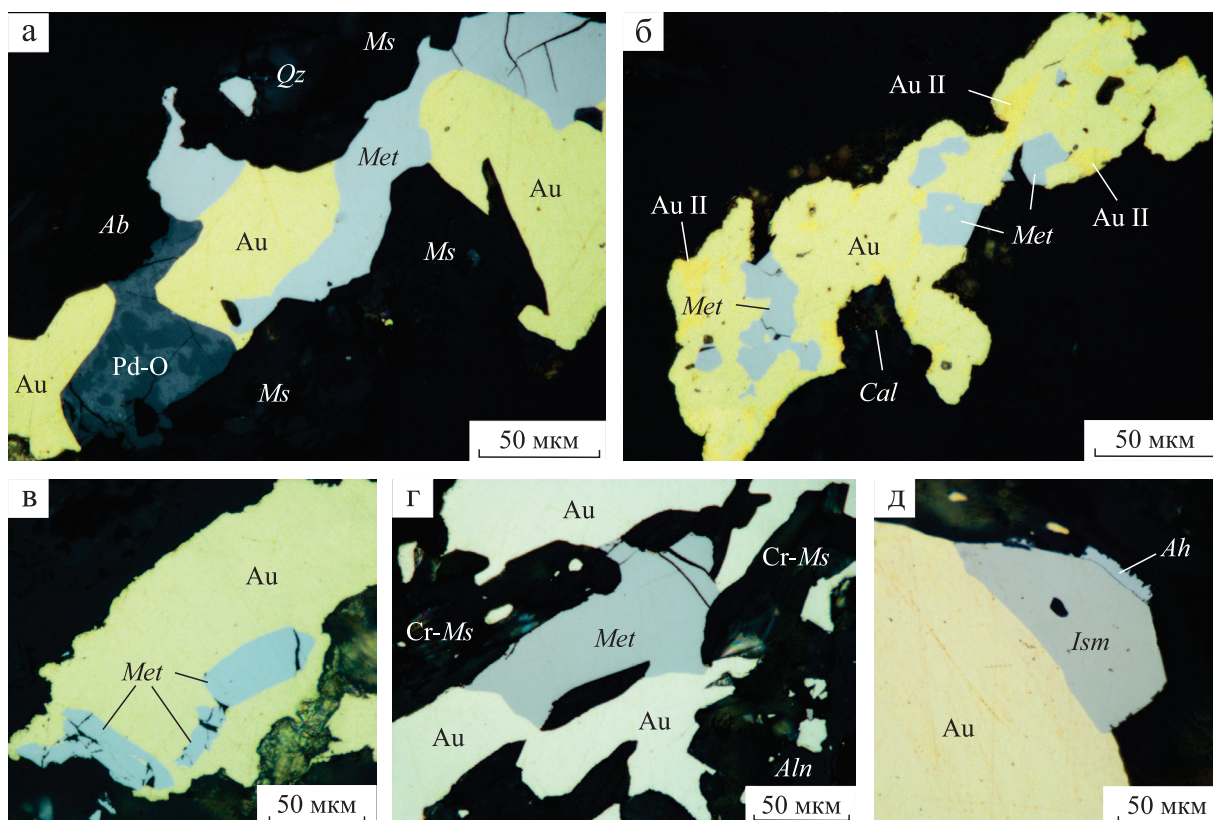 а
Ms
Qz
Met
Au
Ab
Au
Ms
Pd-O
Au
Ms
50 мкм
б
Au II
Au II
Met
Au II
Au
Met
Cal
50 мкм
в
Au
Met
50 мкм
г
Au
Cr-Ms
Cr-Ms
Met
Au
Au
Aln
50 мкм
д
Ah
Ism
Au
50 мкм